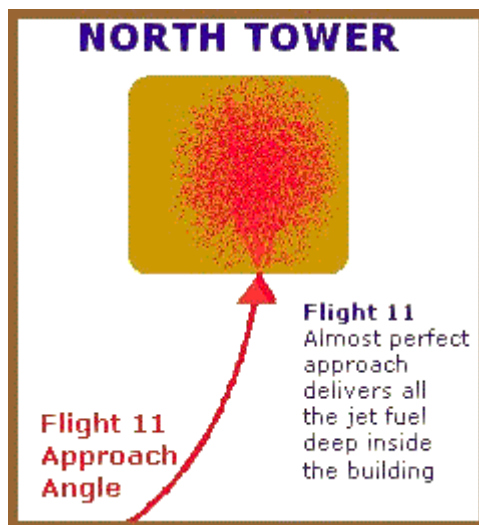 NORTH TOWER
Flight 11
Almost perfect
approach
delivers all
the jet fuel
deep inside
the building
Flight 11
Approach
Angle